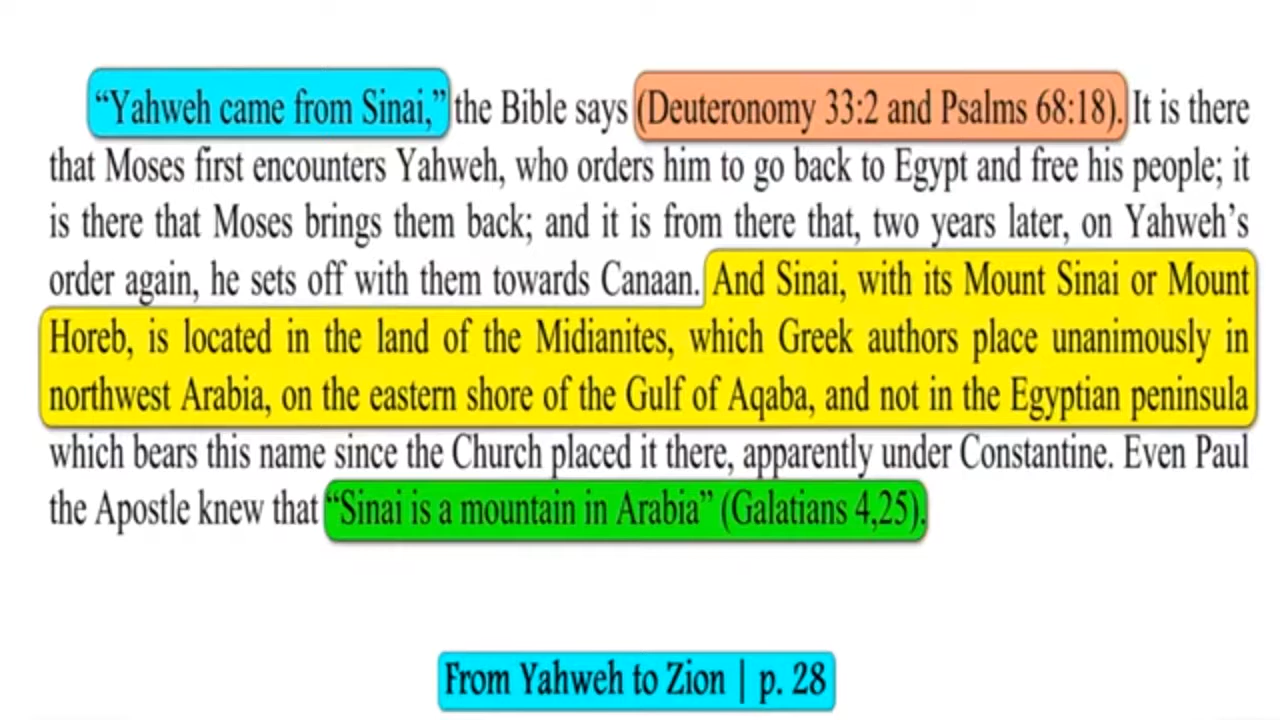 “Yahweh came from Sinai,” the Bible says (Deuteronomy 33:2 and Psalms 68:18). It is there
that Moses first encounters Yahweh, who orders him to go back to Egypt and free his people; it
is there that Moses brings them back; and it is from there that, two years later, on Yahweh’s
order again, he sets off with them towards Canaan. And Sinai, with its Mount Sinai or Mount
Horeb, is located in the land of the Midianites, which Greek authors place unanimously in
northwest Arabia, on the eastern shore of the Gulf of Aqaba, and not in the Egyptian peninsula
which bears this name since the Church placed it there, apparently under Constantine. Even Paul
the Apostle knew that “Sinai is a mountain in Arabia” (Galatians 4,25).
From Yahweh to Zion | p. 28